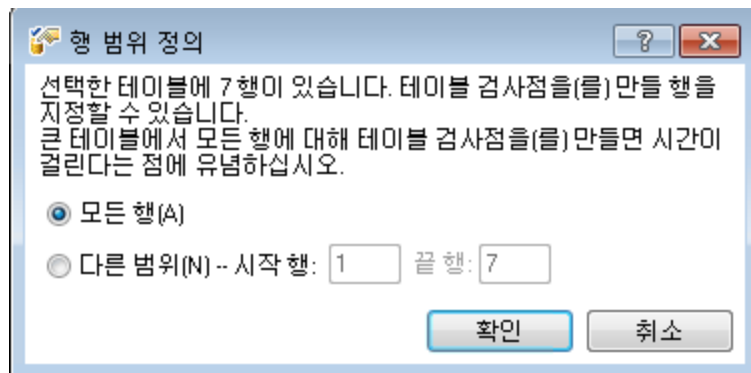 행 범위 정의
선택한 테이블에 7 행이 있습니다. 테이블 검사점을(를) 만들 행을
지정할 수 있습니다.
큰 테이블에서 모든 행에 대해 테이블 검사점을(를) 만들면 시간이
걸린다는 점에 유념하십시오.
모든 행(A)
다른 범위(N) -- 시작 행: 1 끝 행: 7
확인 취소